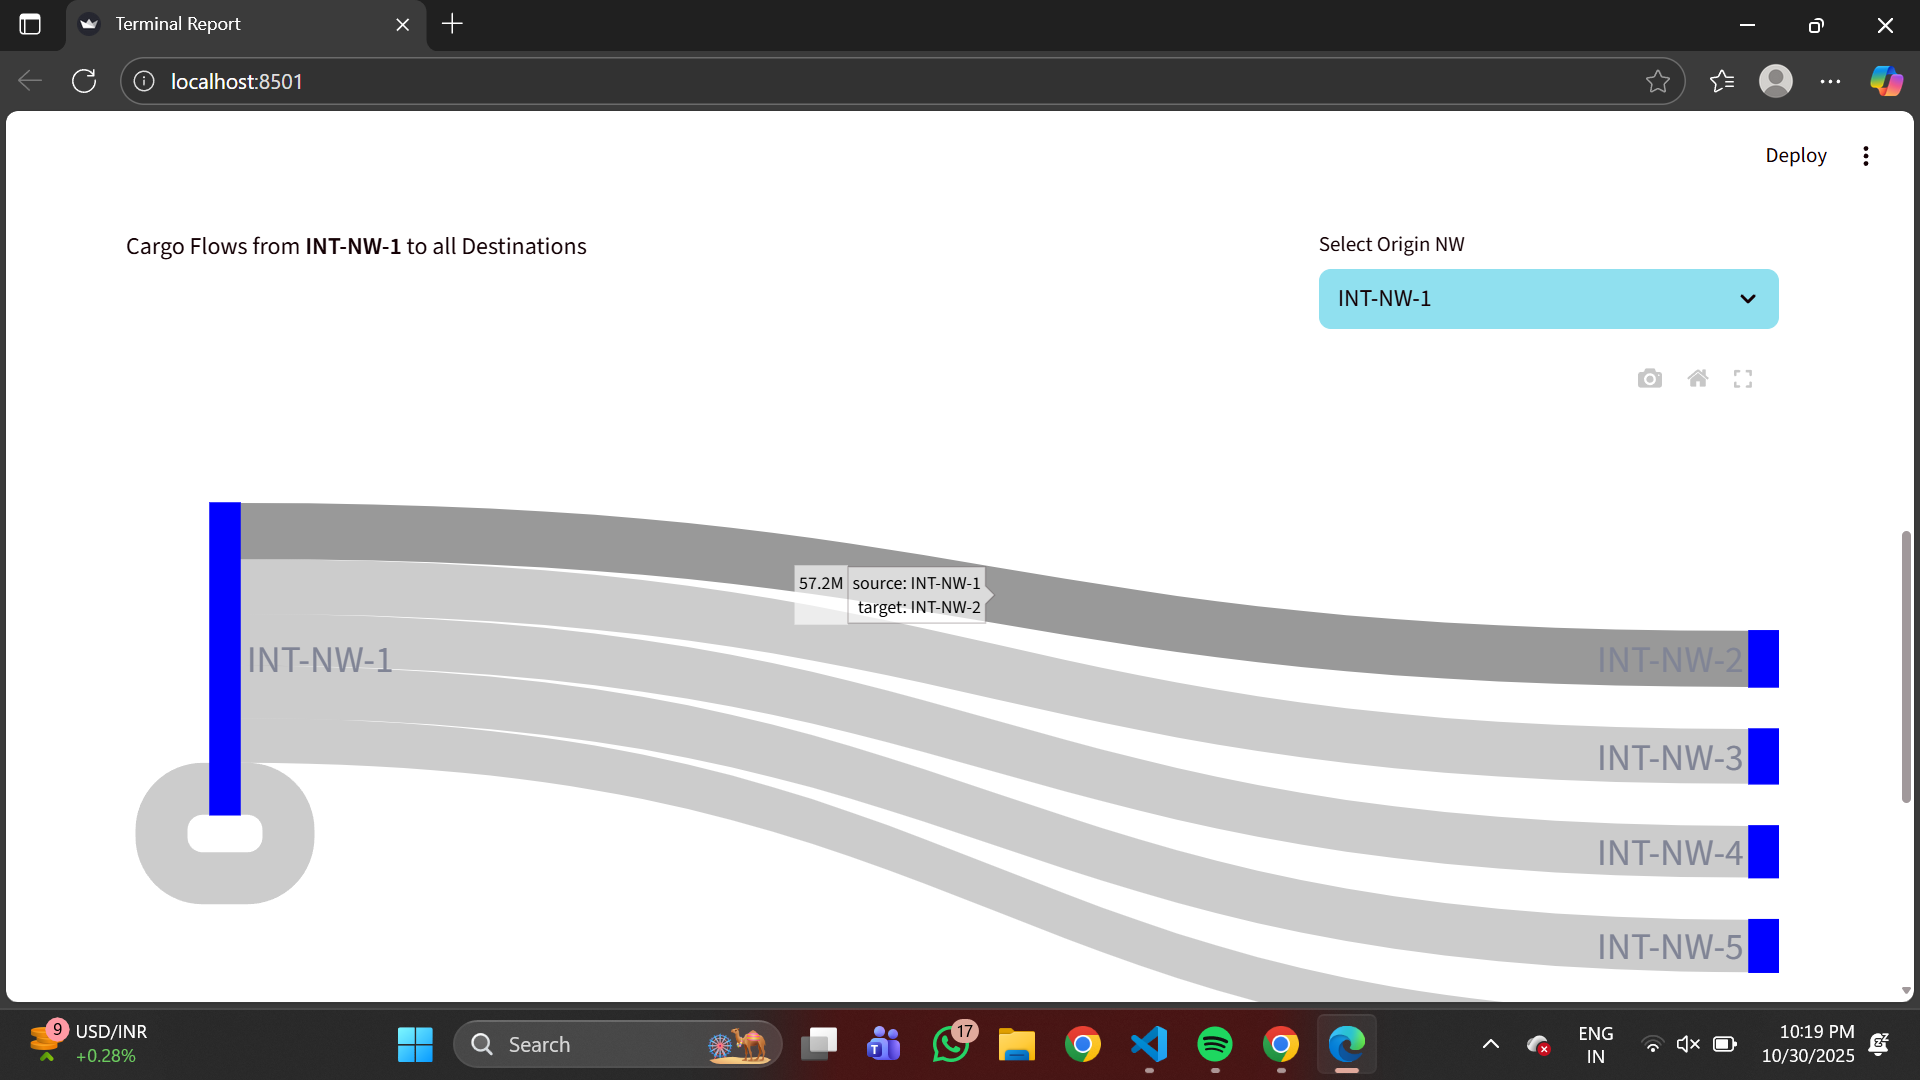 Terminal Report
localhost:8501
Deploy
Cargo Flows from INT-NW-1 to all Destinations
Select Origin NW
INT-NW-1
57.2M source: INT-NW-1
target: INT-NW-2
INT-NW-1
INT-NW-2
INT-NW-3
INT-NW-4
INT-NW-5
9
USD/INR
+0.28%
Search
T
17
ENG
IN
10:19 PM
10/30/2025